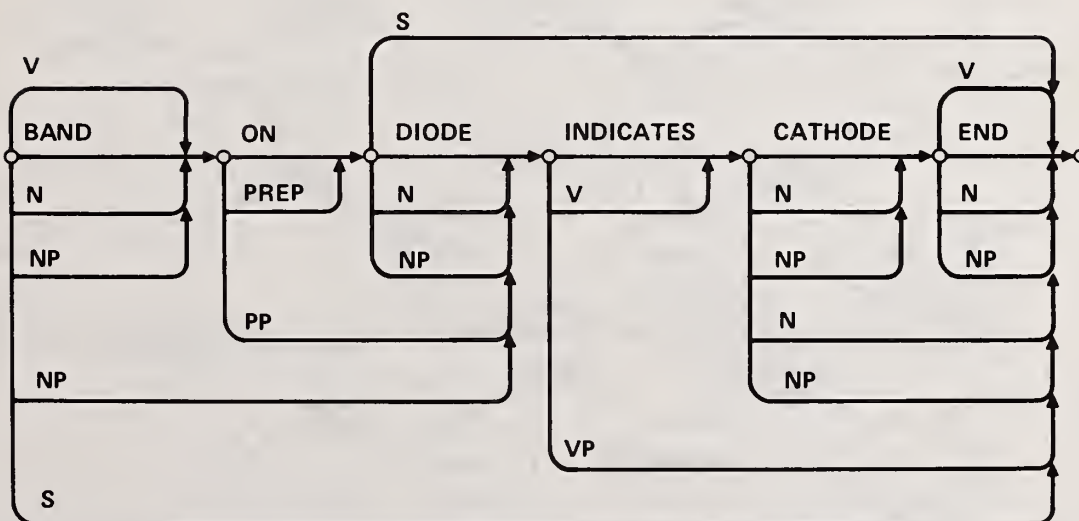 S
V V
BAND ON DIODE INDICATES CATHODE END
N PREP N V N N
NP NP NP NP
PP N
NP NP
VP
S